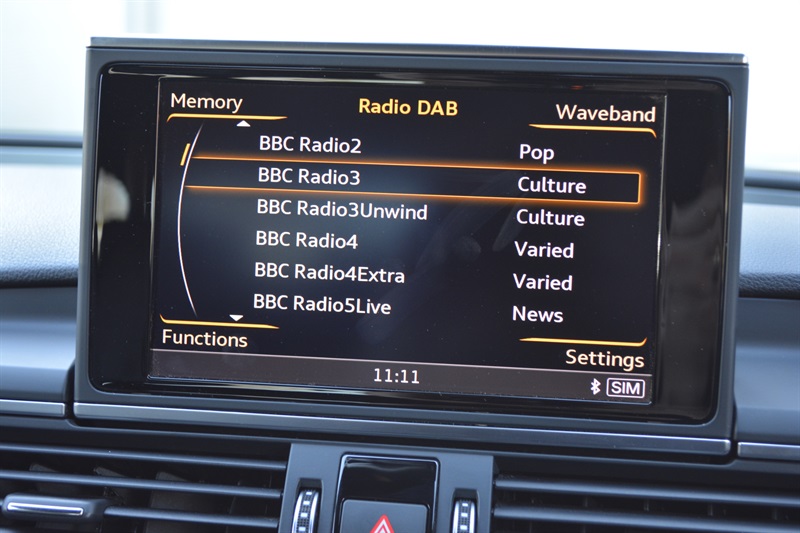 Memory Radio DAB Waveband
BBC Radio2 Pop
BBC Radio3 Culture
BBC Radio3Unwind Culture
BBC Radio4 Varied
BBC Radio4Extra Varied
BBC Radio5Live News
Functions Settings
11:11 SIM